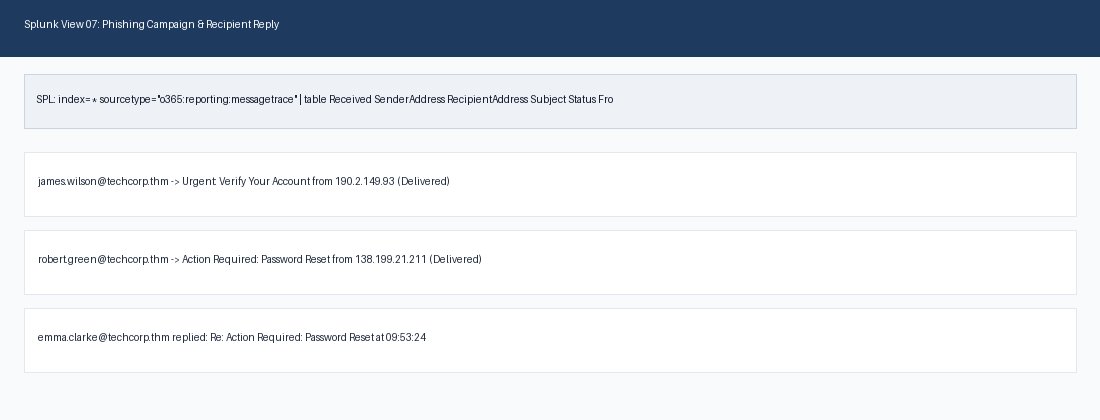 Splunk View 07: Phishing Campaign & Recipient Reply
SPL: index=* sourcetype="o365:reporting:messagetrace" | table Received SenderAddress RecipientAddress Subject Status Fro
james.wilson@techcorp.thm -> Urgent: Verify Your Account from 190.2.149.93 (Delivered)
robert.green@techcorp.thm -> Action Required: Password Reset from 138.199.21.211 (Delivered)
emma.clarke@techcorp.thm replied: Re: Action Required: Password Reset at 09:53:24